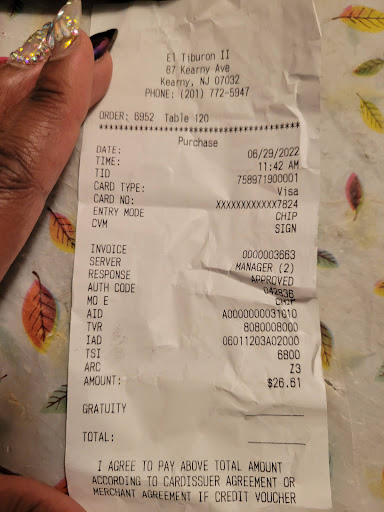 El Tiburon II
87 Kearny Ave
Kearny, NJ 07032
PHONE: (201) 772-5947
ORDER: 6952 Table 120
Purchase
DATE: 06/29/2022
TIME: 11:42 AM
TID 758971900001
CARD TYPE: Visa
CARD NO: XXXXXXXXXXXX7824
ENTRY MODE CHIP
CVM SIGN
INVOICE 0000003663
SERVER MANAGER (2)
RESPONSE APPROVED
AUTH CODE 042836
MO E CHIP
AID A0000000031010
TVR 8080008000
IAD 06011203A02000
TSI 6800
ARC Z3
AMOUNT: $26.61
GRATUITY
TOTAL:
I AGREE TO PAY ABOVE TOTAL AMOUNT
ACCORDING TO CARDISSUER AGREEMENT OR
MERCHANT AGREEMENT IF CREDIT VOUCHER